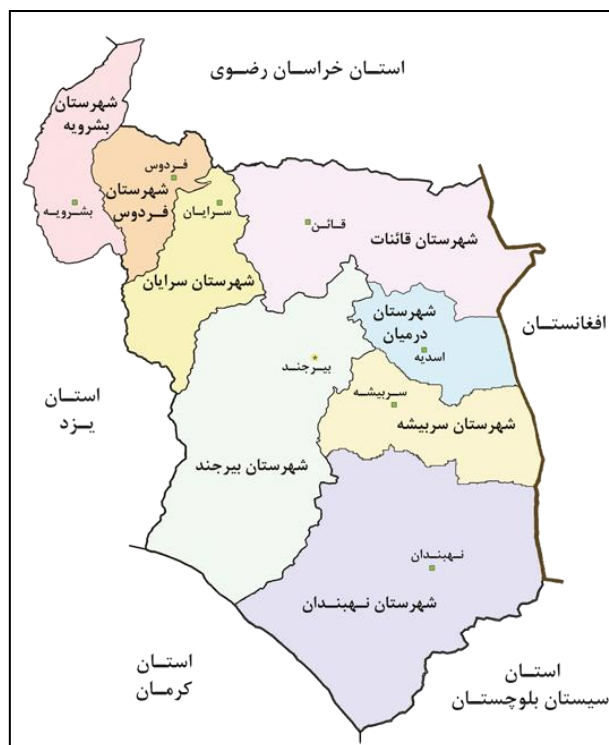 استان خراسان رضوی
شهرستان
بشرویه
فردوس
شهرستان
فردوس
بشرویه
سرایان
قائن
شهرستان قائنات
شهرستان سرایان
شهرستان
درمیان
افغانستان
اسدیه
بیرجند
استان
یزد
سربیشه
شهرستان سربیشه
شهرستان بیرجند
نهبندان
شهرستان نهبندان
استان
کرمان
استان
سیستان بلوچستان